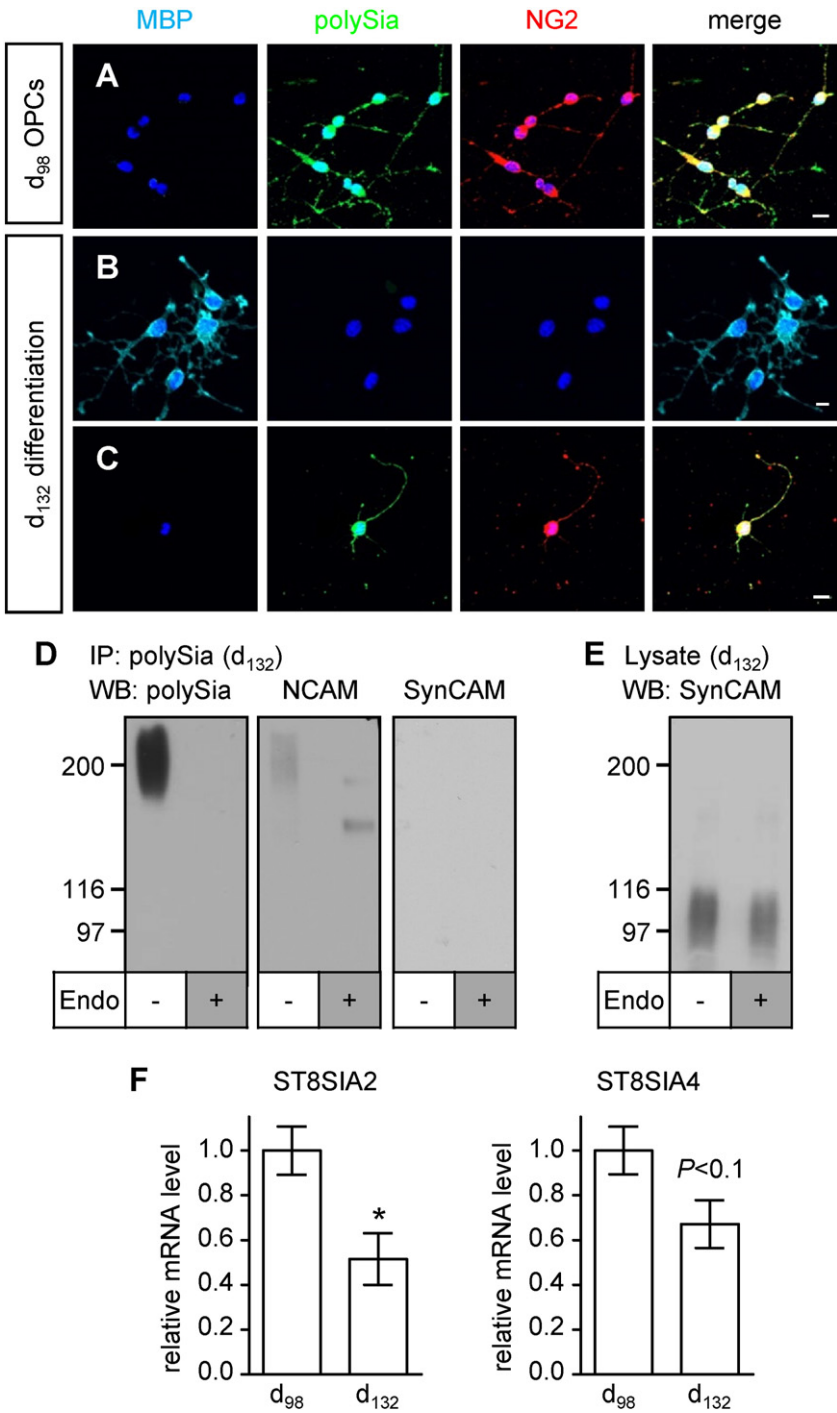 MBP polySia NG2 merge
d98 OPCs
A
d132 differentiation
B
C
D IP: polySia (d132)
WB: polySia NCAM SynCAM
200
116
97
Endo - + - + - +
E Lysate (d132)
WB: SynCAM
200
116
97
Endo - +
F
ST8SIA2
relative mRNA level
1.0
0.8
0.6
0.4
0.2
0.0
*
d98 d132
ST8SIA4
relative mRNA level
1.0
0.8
0.6
0.4
0.2
0.0
P<0.1
d98 d132